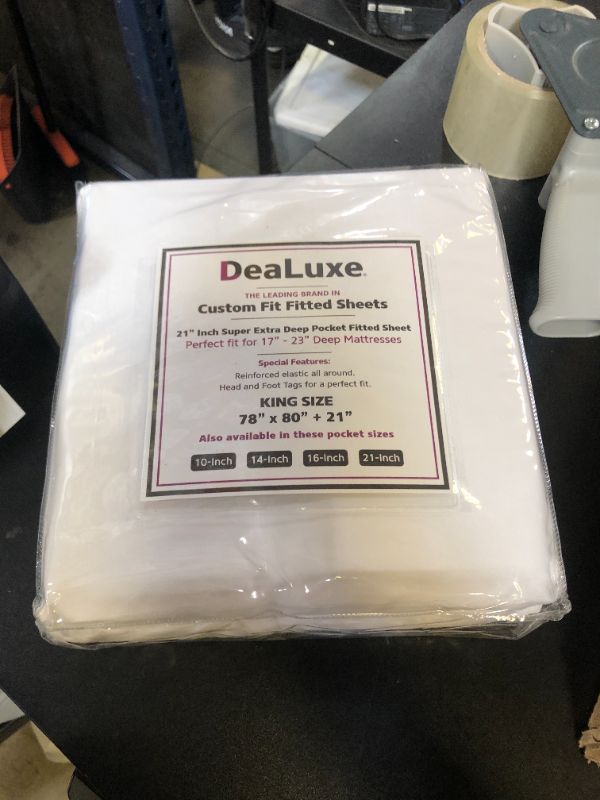 DeaLuxe®
THE LEADING BRAND IN
Custom Fit Fitted Sheets
21" Inch Super Extra Deep Pocket Fitted Sheet
Perfect fit for 17" - 23" Deep Mattresses
Special Features:
Reinforced elastic all around.
Head and Foot Tags for a perfect fit.
KING SIZE
78" x 80" + 21"
Also available in these pocket sizes
10-Inch 14-Inch 16-Inch 21-Inch